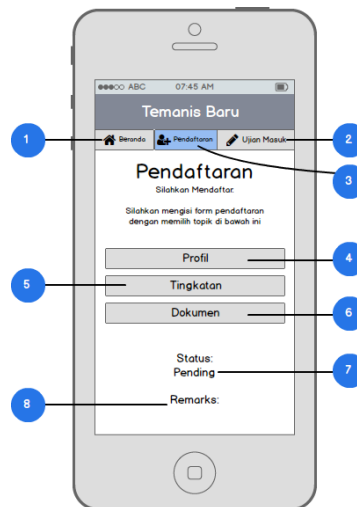 ABC 07:45 AM
Temanis Baru
Beranda Pendaftaran Ujian Masuk
1
2
3
Pendaftaran
Silahkan Mendaftar.
Silahkan mengisi form pendaftaran
dengan memilih topik di bawah ini
Profil
4
5
Tingkatan
Dokumen
6
Status:
Pending
7
8
Remarks: